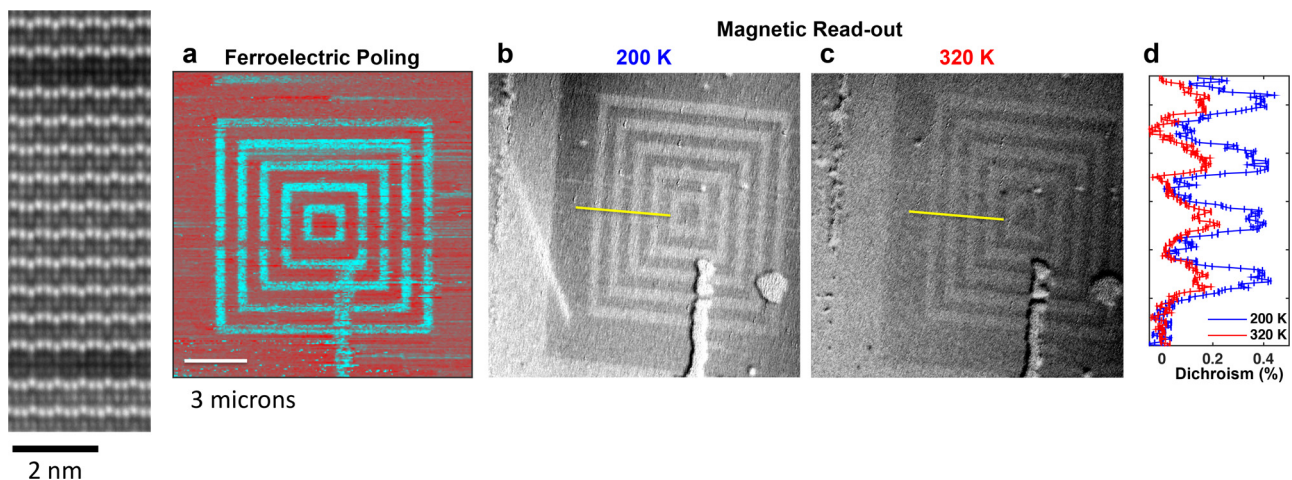 Magnetic Read-out
a Ferroelectric Poling
b 200 K
c 320 K
d
200 K
320 K
0 0.2 0.4
Dichroism (%)
3 microns
2 nm